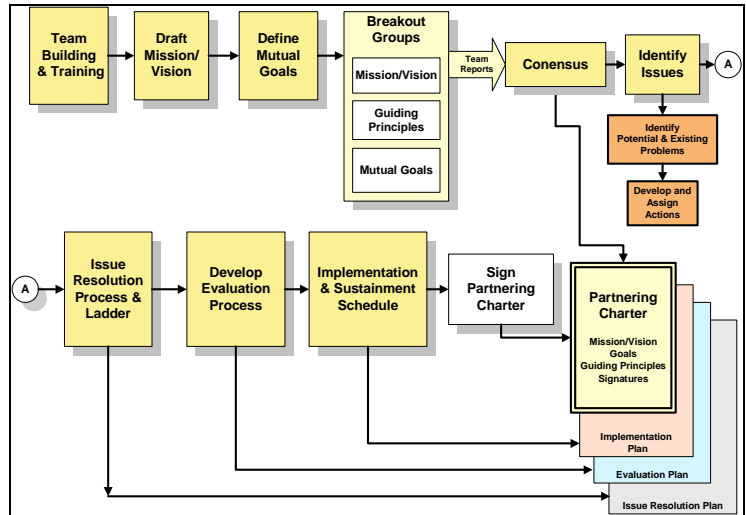 Team
Building
& Training
Draft
Mission/
Vision
Define
Mutual
Goals
Breakout
Groups
Mission/Vision
Guiding
Principles
Mutual Goals
Team
Reports
Conensus
Identify
Issues
A
Identify
Potential & Existing
Problems
Develop and
Assign
Actions
A
Issue
Resolution
Process &
Ladder
Develop
Evaluation
Process
Implementation
& Sustainment
Schedule
Sign
Partnering
Charter
Partnering
Charter
Mission/Vision
Goals
Guiding Principles
Signatures
Implementation
Plan
Evaluation Plan
Issue Resolution Plan